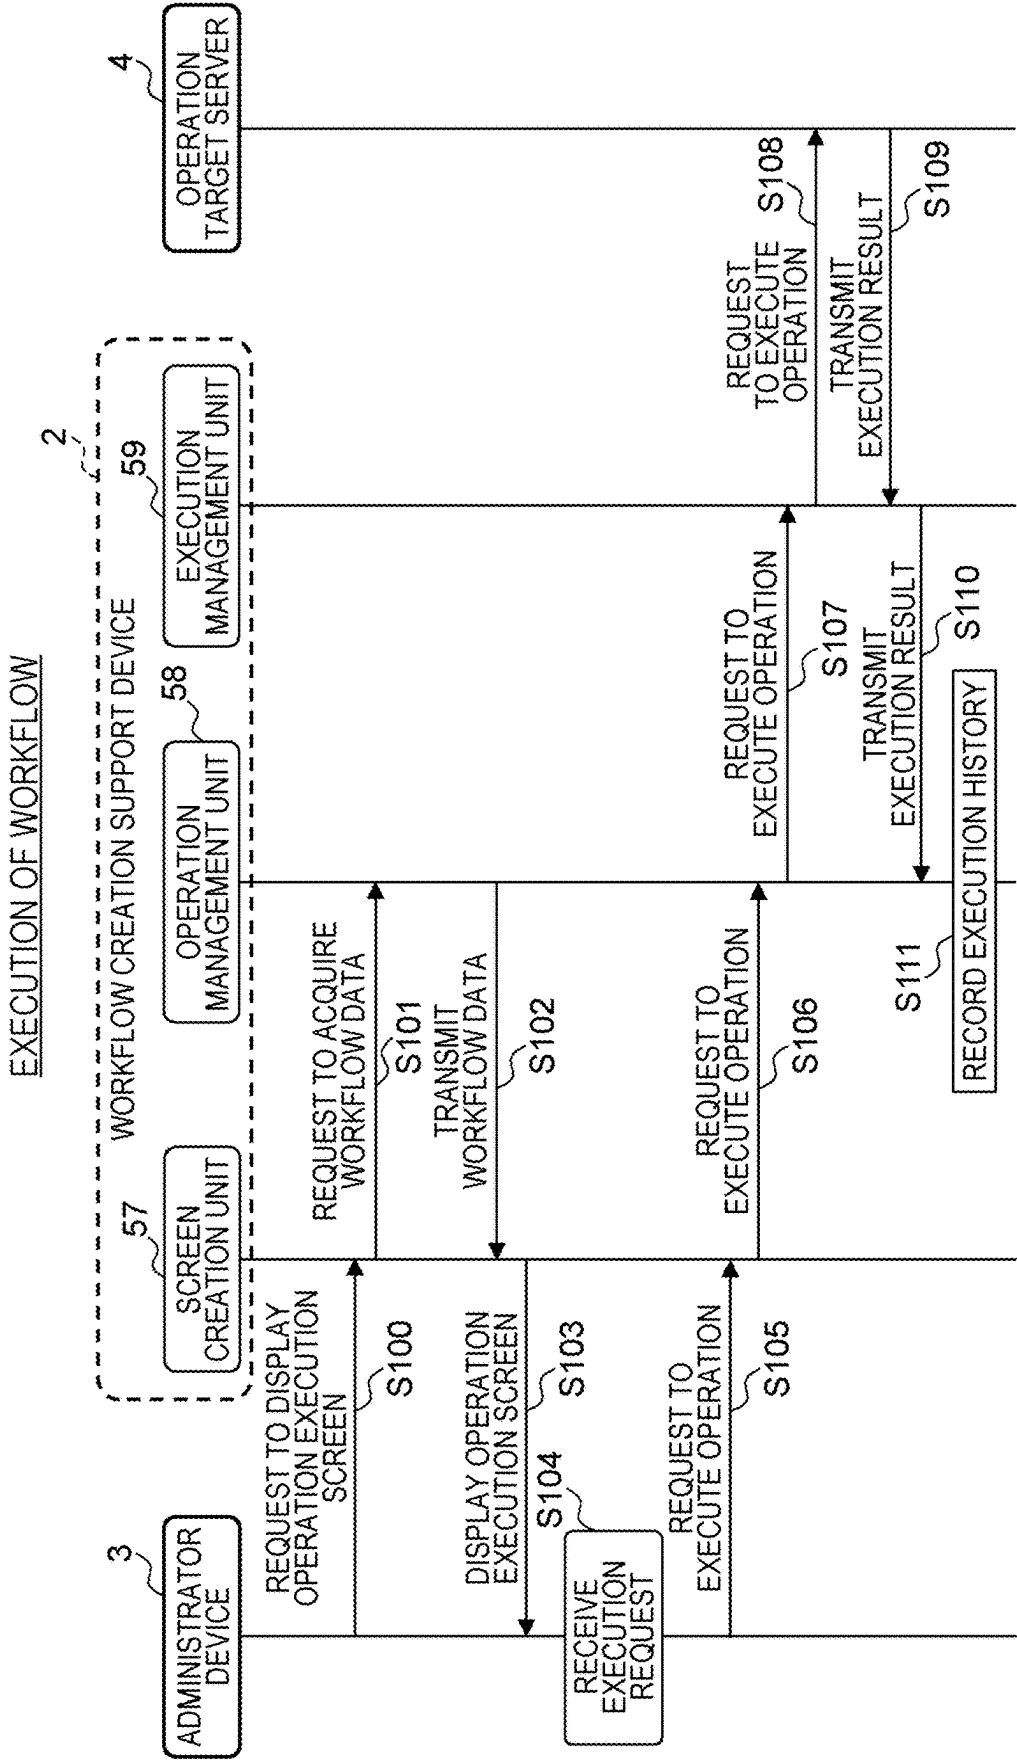 EXECUTION OF WORKFLOW
2
WORKFLOW CREATION SUPPORT DEVICE
3
ADMINISTRATOR
DEVICE
57
SCREEN
CREATION UNIT
58
OPERATION
MANAGEMENT UNIT
59
EXECUTION
MANAGEMENT UNIT
4
OPERATION
TARGET SERVER
REQUEST TO DISPLAY
OPERATION EXECUTION
SCREEN
S100
REQUEST TO ACQUIRE
WORKFLOW DATA
S101
TRANSMIT
WORKFLOW DATA
S102
DISPLAY OPERATION
EXECUTION SCREEN
S103
S104
RECEIVE
EXECUTION
REQUEST
REQUEST TO
EXECUTE OPERATION
S105
REQUEST TO
EXECUTE OPERATION
S106
REQUEST TO
EXECUTE OPERATION
S107
REQUEST
TO EXECUTE
OPERATION
S108
TRANSMIT
EXECUTION RESULT
S109
TRANSMIT
EXECUTION RESULT
S110
S111
RECORD EXECUTION HISTORY